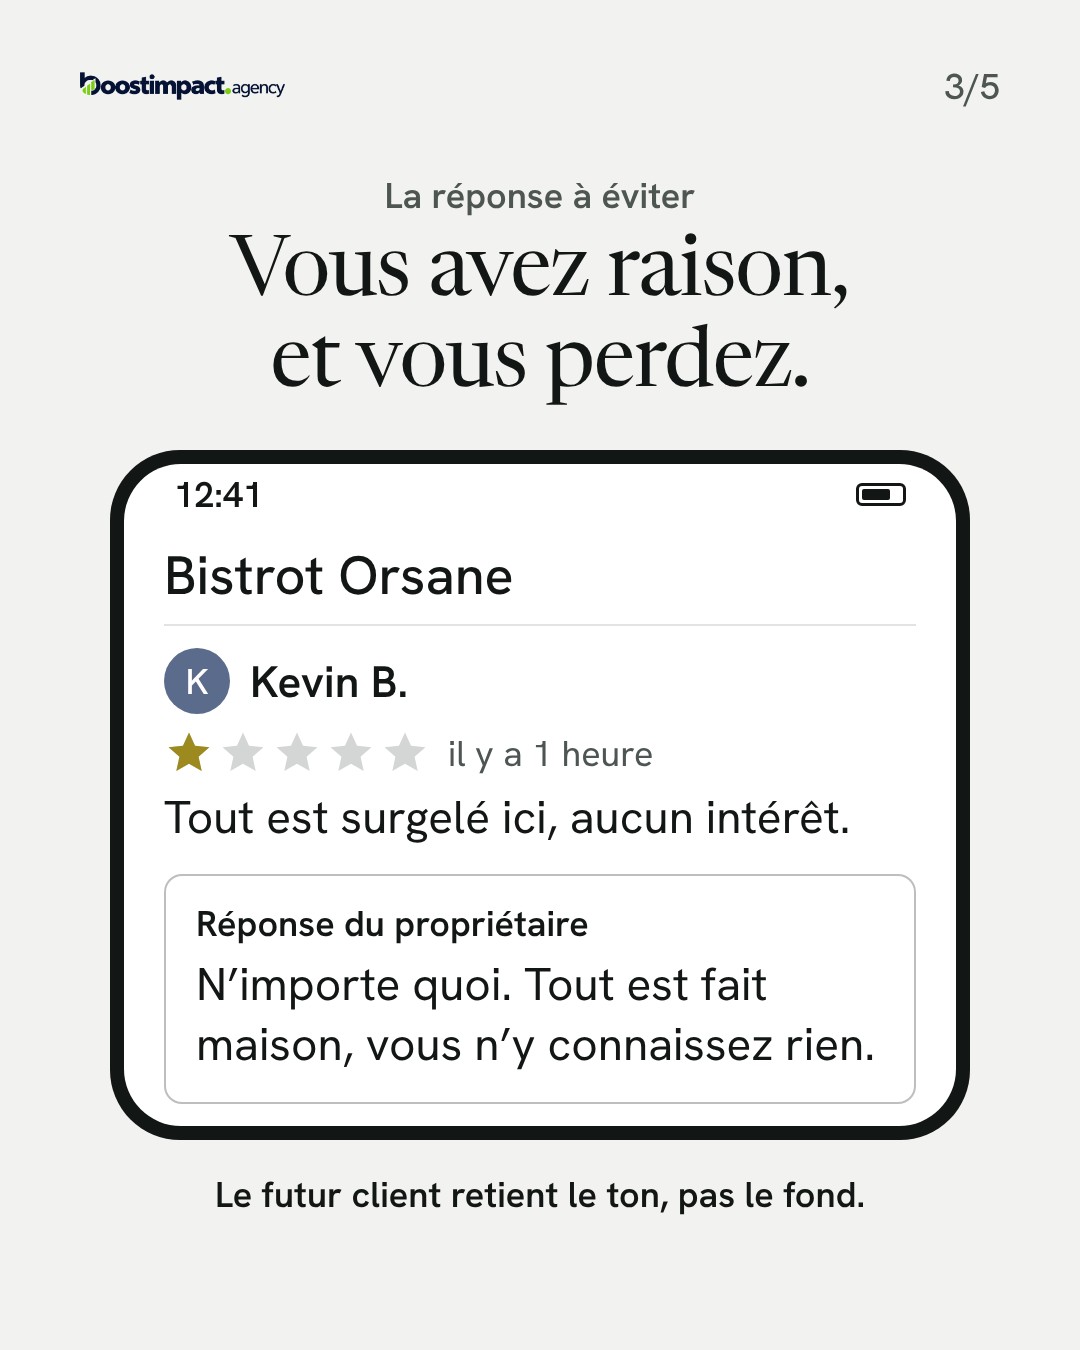 boostimpact.agency
3/5
La réponse à éviter
Vous avez raison,
et vous perdez.
12:41
Bistrot Orsane
K
Kevin B.
il y a 1 heure
Tout est surgelé ici, aucun intérêt.
Réponse du propriétaire
N’importe quoi. Tout est fait
maison, vous n’y connaissez rien.
Le futur client retient le ton, pas le fond.